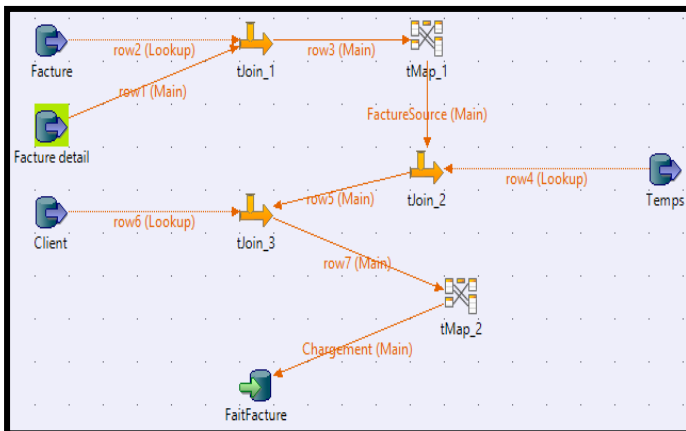 row2 (Lookup)
row3 (Main)
Facture
tJoin_1
tMap_1
row1 (Main)
FactureSource (Main)
Facture detail
row4 (Lookup)
row5 (Main)
tJoin_2
Temps
row6 (Lookup)
Client
tJoin_3
row7 (Main)
tMap_2
Chargement (Main)
FaitFacture